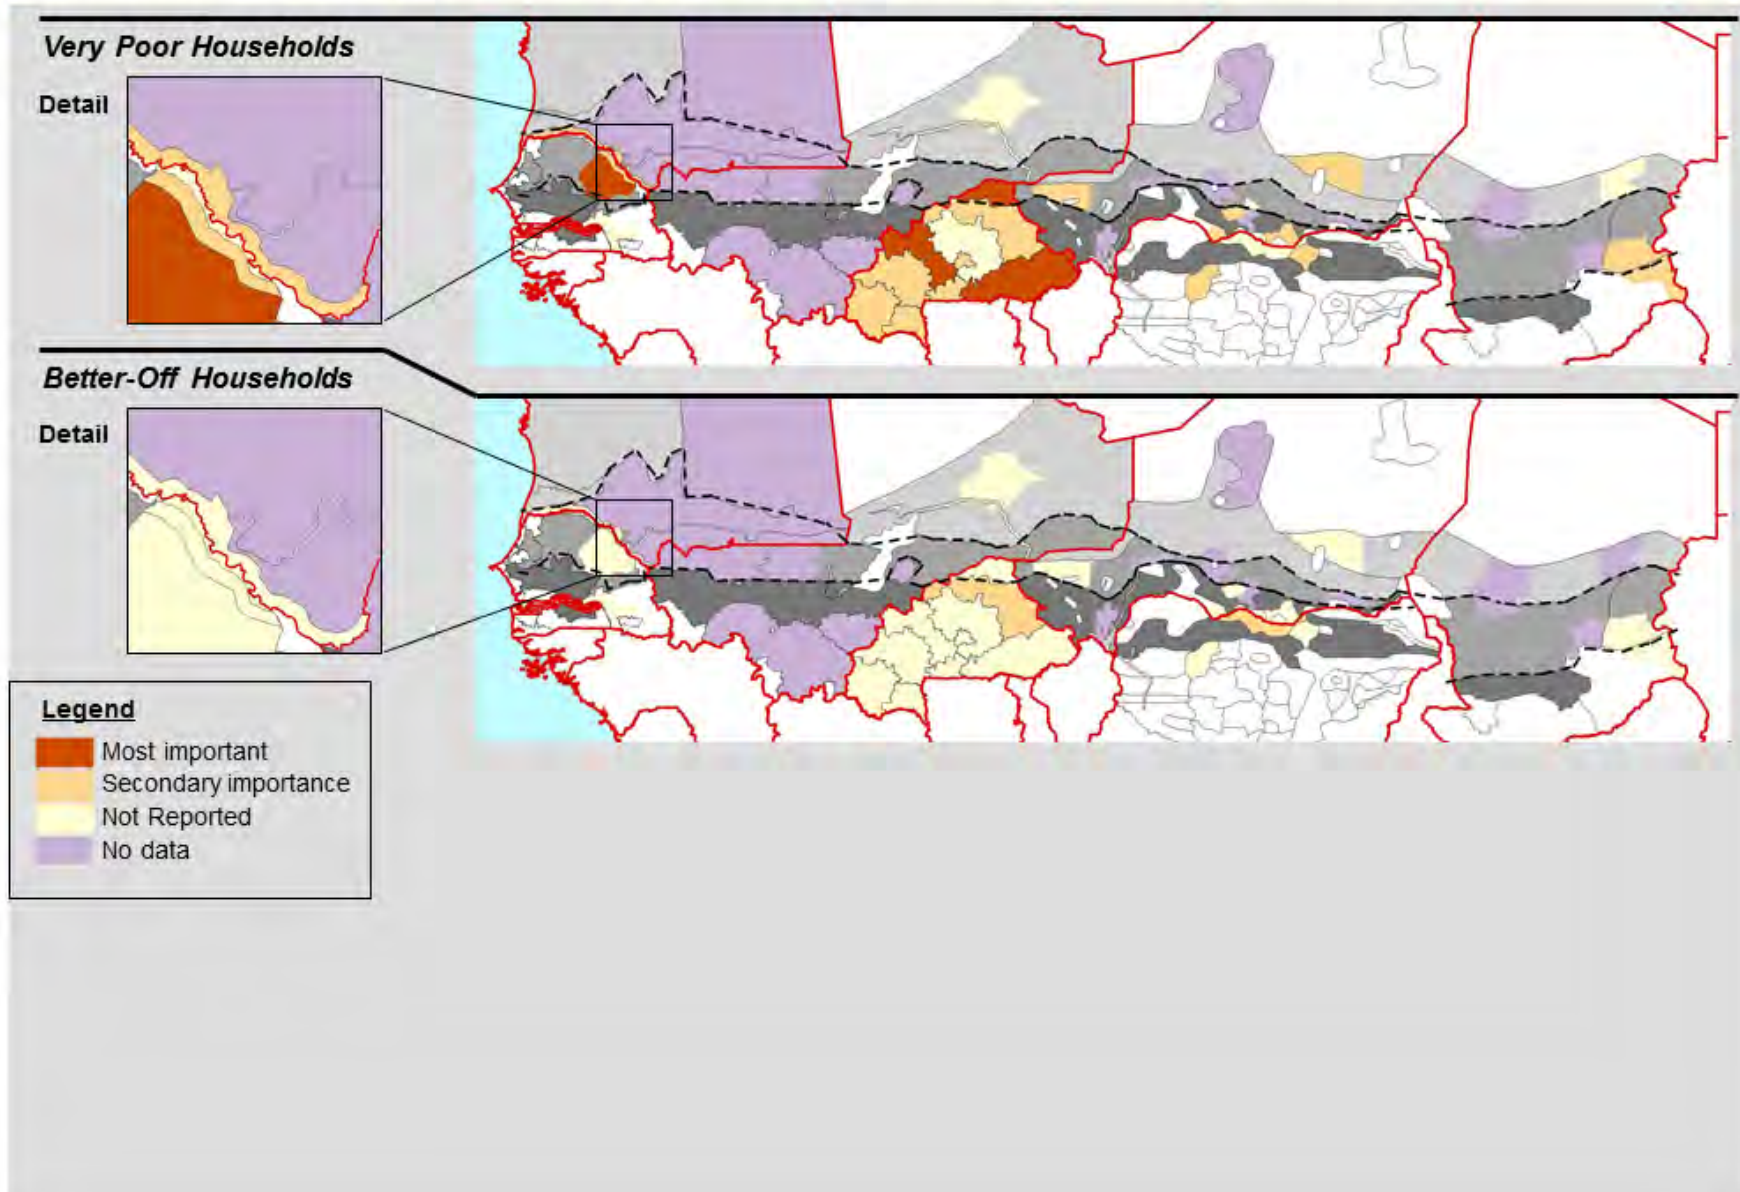 Very Poor Households
Detail
Better-Off Households
Detail
Legend
Most important
Secondary importance
Not Reported
No data